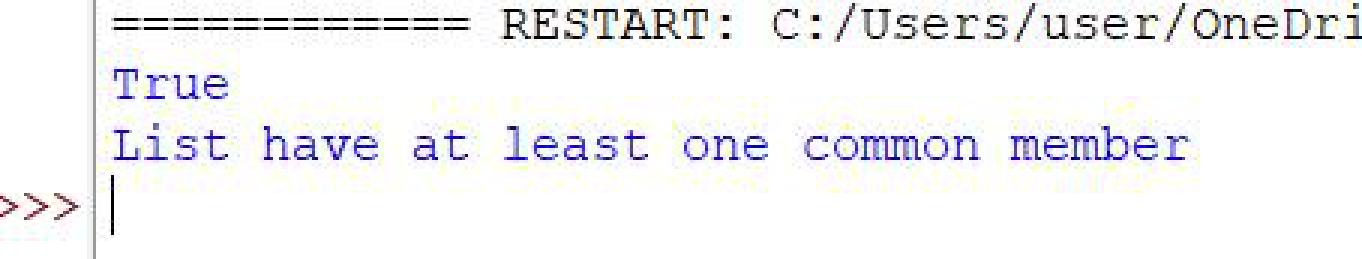 ============ RESTART: C:/Users/user/OneDri
True
List have at least one common member
>>>